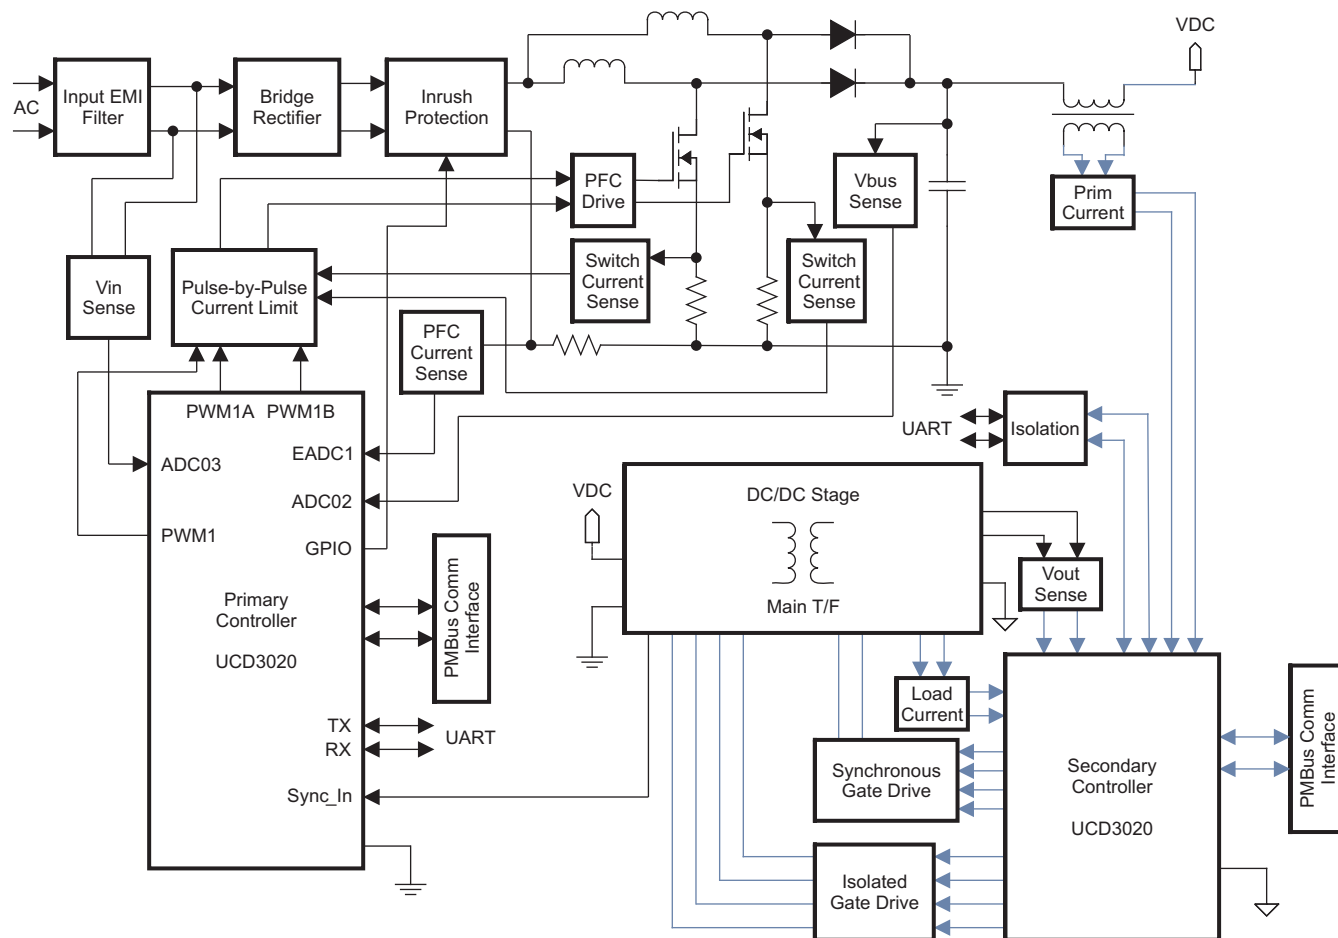 VDC
AC
Input EMI
Filter
Bridge
Rectifier
Inrush
Protection
PFC
Drive
Vbus
Sense
Prim
Current
Vin
Sense
Pulse-by-Pulse
Current Limit
Switch
Current
Sense
Switch
Current
Sense
PFC
Current
Sense
PWM1A
PWM1B
EADC1
ADC03
ADC02
PWM1
GPIO
Primary
Controller
UCD3020
PMBus Comm
Interface
TX
RX
UART
Sync_In
UART
Isolation
VDC
DC/DC Stage
Main T/F
Vout
Sense
Load
Current
Synchronous
Gate Drive
Isolated
Gate Drive
Secondary
Controller
UCD3020
PMBus Comm
Interface